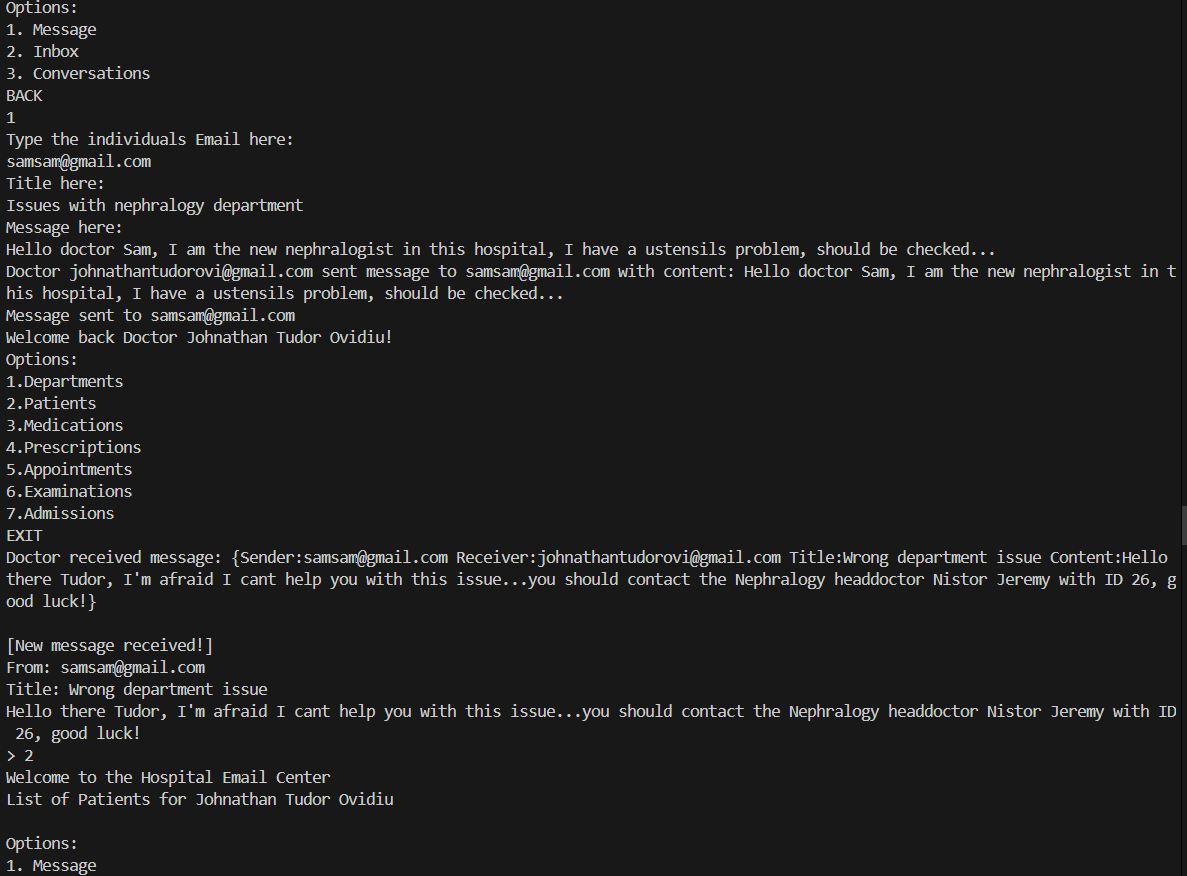 Options:
1. Message
2. Inbox
3. Conversations
BACK
1
Type the individuals Email here:
samsam@gmail.com
Title here:
Issues with nephralogy department
Message here:
Hello doctor Sam, I am the new nephralogist in this hospital, I have a ustensils problem, should be checked...
Doctor johnathantudorovi@gmail.com sent message to samsam@gmail.com with content: Hello doctor Sam, I am the new nephralogist in t
his hospital, I have a ustensils problem, should be checked...
Message sent to samsam@gmail.com
Welcome back Doctor Johnathan Tudor Ovidiu!
Options:
1.Departments
2.Patients
3.Medications
4.Prescriptions
5.Appointments
6.Examinations
7.Admissions
EXIT
Doctor received message: {Sender:samsam@gmail.com Receiver:johnathantudorovi@gmail.com Title:Wrong department issue Content:Hello
there Tudor, I'm afraid I cant help you with this issue...you should contact the Nephralogy headdoctor Nistor Jeremy with ID 26, g
ood luck!}
[New message received!]
From: samsam@gmail.com
Title: Wrong department issue
Hello there Tudor, I'm afraid I cant help you with this issue...you should contact the Nephralogy headdoctor Nistor Jeremy with ID
 26, good luck!
> 2
Welcome to the Hospital Email Center
List of Patients for Johnathan Tudor Ovidiu
Options:
1. Message